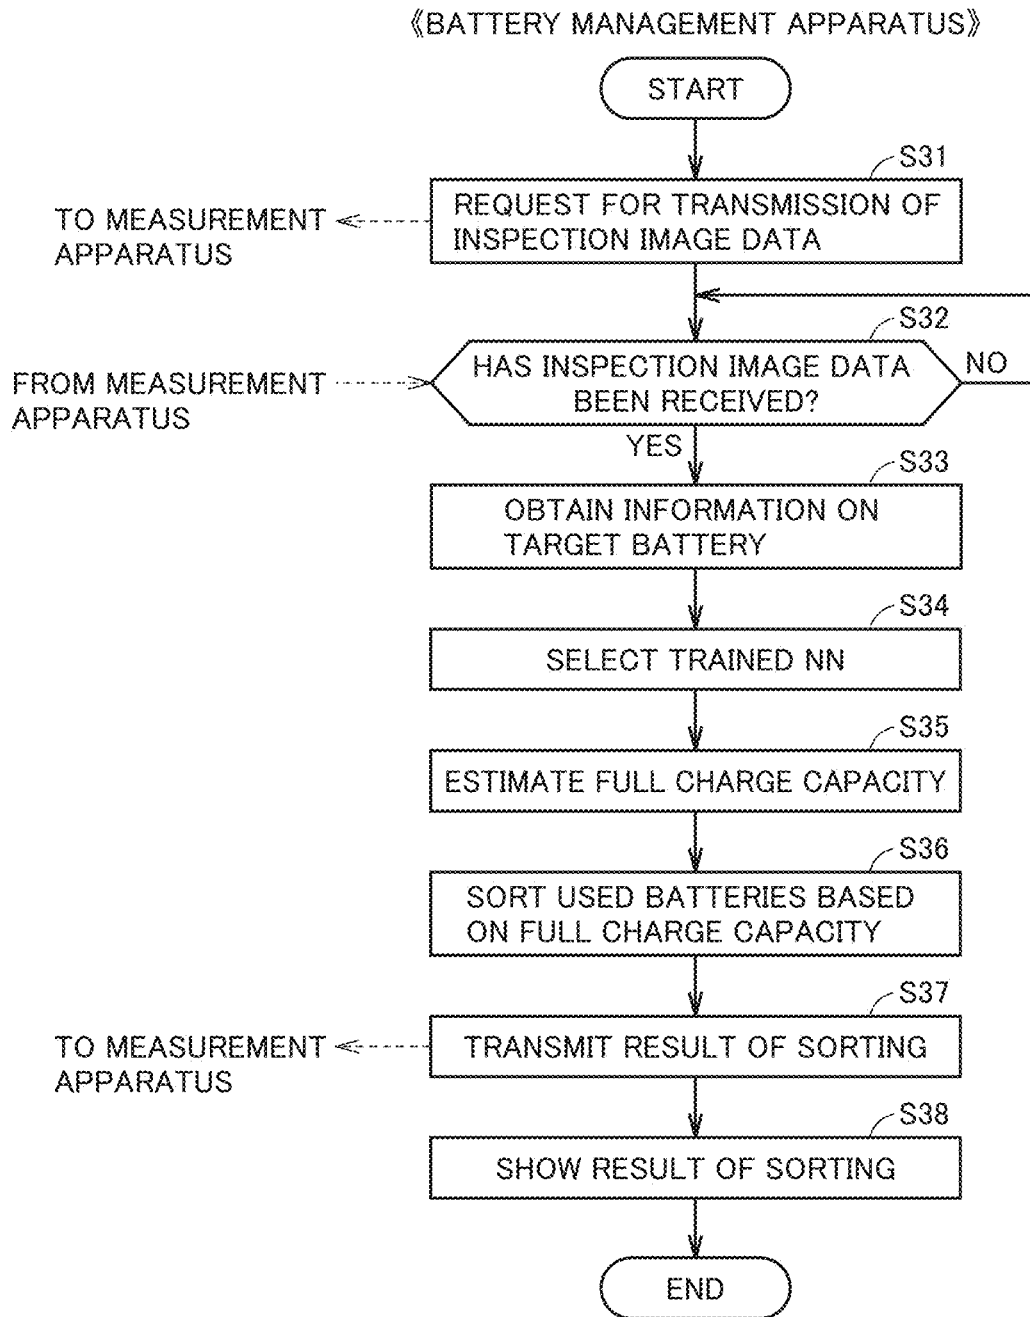 《BATTERY MANAGEMENT APPARATUS》
START
S31
TO MEASUREMENT
APPARATUS
REQUEST FOR TRANSMISSION OF
INSPECTION IMAGE DATA
S32
FROM MEASUREMENT
APPARATUS
HAS INSPECTION IMAGE DATA
BEEN RECEIVED?
NO
YES
S33
OBTAIN INFORMATION ON
TARGET BATTERY
S34
SELECT TRAINED NN
S35
ESTIMATE FULL CHARGE CAPACITY
S36
SORT USED BATTERIES BASED
ON FULL CHARGE CAPACITY
S37
TO MEASUREMENT
APPARATUS
TRANSMIT RESULT OF SORTING
S38
SHOW RESULT OF SORTING
END